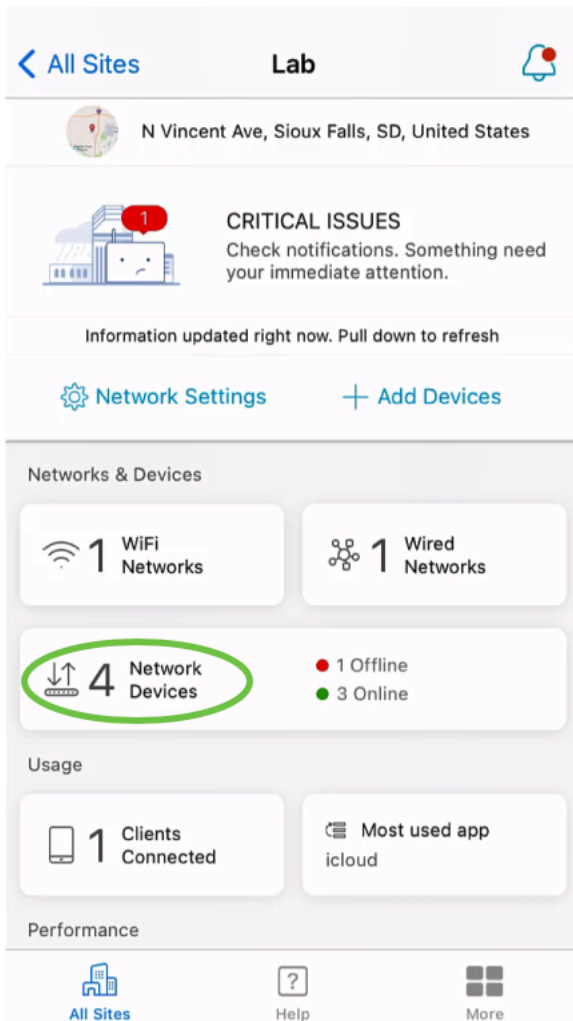 All Sites
Lab
N Vincent Ave, Sioux Falls, SD, United States
1
CRITICAL ISSUES
Check notifications. Something need
your immediate attention.
Information updated right now. Pull down to refresh
Network Settings
Add Devices
Networks & Devices
1 WiFi
Networks
1 Wired
Networks
4 Network
Devices
1 Offline
3 Online
Usage
1 Clients
Connected
Most used app
icloud
Performance
All Sites
?
Help
More